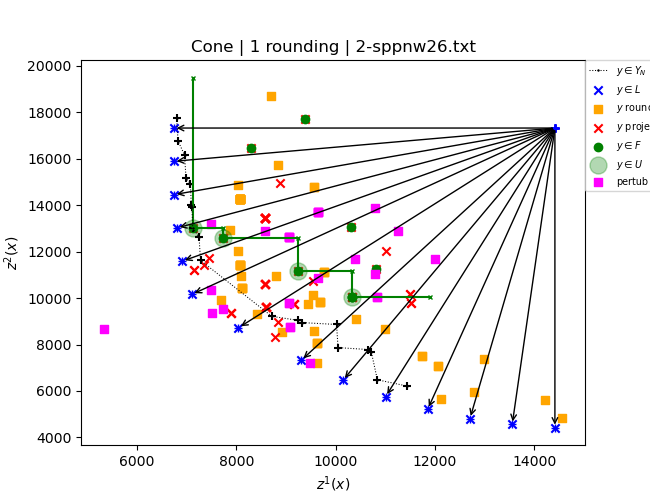 Cone | 1 rounding | 2-sppnw26.txt
20000
18000
16000
14000
12000
10000
8000
6000
4000
z²(x)
6000
8000
10000
12000
14000
z¹(x)
y ∈ Y_N
y ∈ L
y roun
y proje
y ∈ F
y ∈ U
pertub